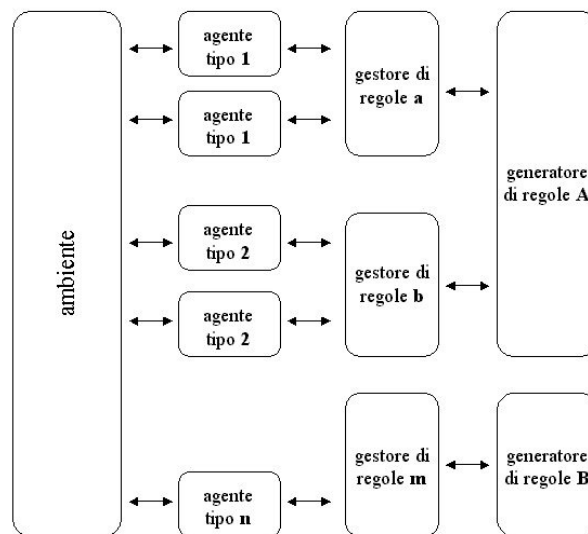 ambiente
agente
tipo 1
agente
tipo 1
gestore di
regole a
agente
tipo 2
agente
tipo 2
gestore di
regole b
generatore
di regole A
agente
tipo n
gestore di
regole m
generatore
di regole B